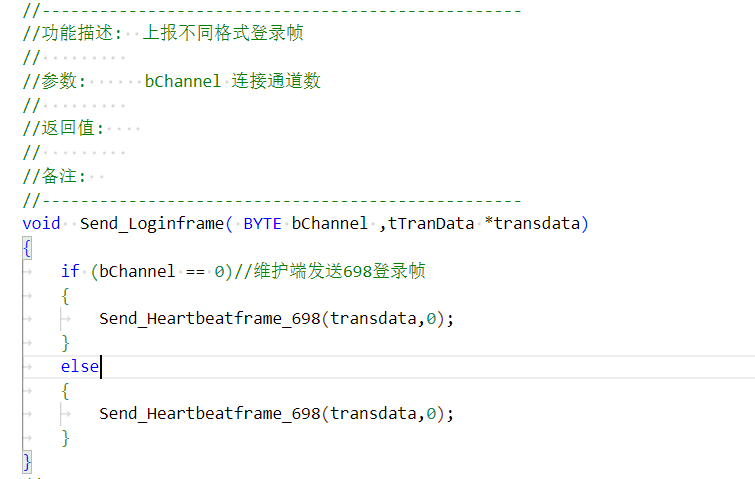 //--------------------------------------------------
//功能描述: 上报不同格式登录帧
//
//参数: bChannel 连接通道数
//
//返回值:
//
//备注:
//--------------------------------------------------
void Send_Loginframe( BYTE bChannel ,tTranData *transdata)
{
if (bChannel == 0)//维护端发送698登录帧
{
Send_Heartbeatframe_698(transdata,0);
}
else
{
Send_Heartbeatframe_698(transdata,0);
}
}